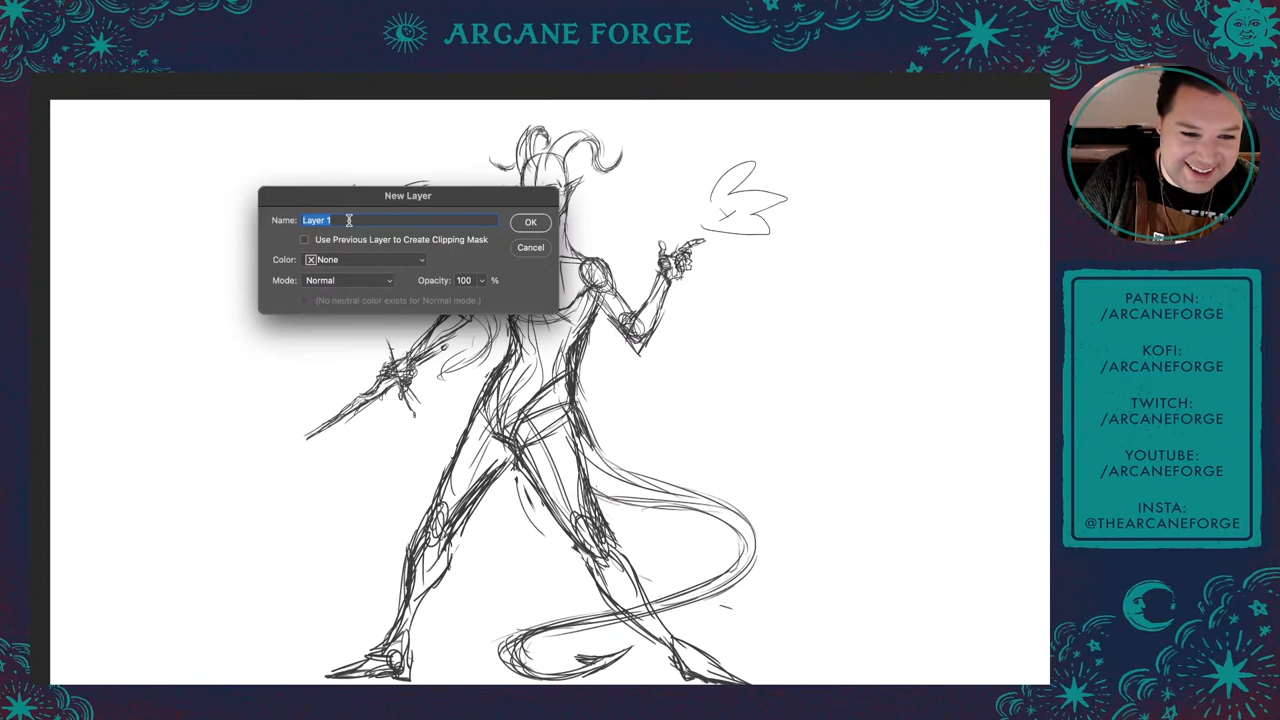 ARCANE FORGE
New Layer
Name: Layer 1
OK
Use Previous Layer to Create Clipping Mask
Cancel
Color: None
Mode: Normal Opacity: 100 %
(No neutral color exists for Normal mode.)
PATREON:
/ARCANEFORGE
KOFI:
/ARCANEFORGE
TWITCH:
/ARCANEFORGE
YOUTUBE:
/ARCANEFORGE
INSTA:
@THEARCANEFORGE